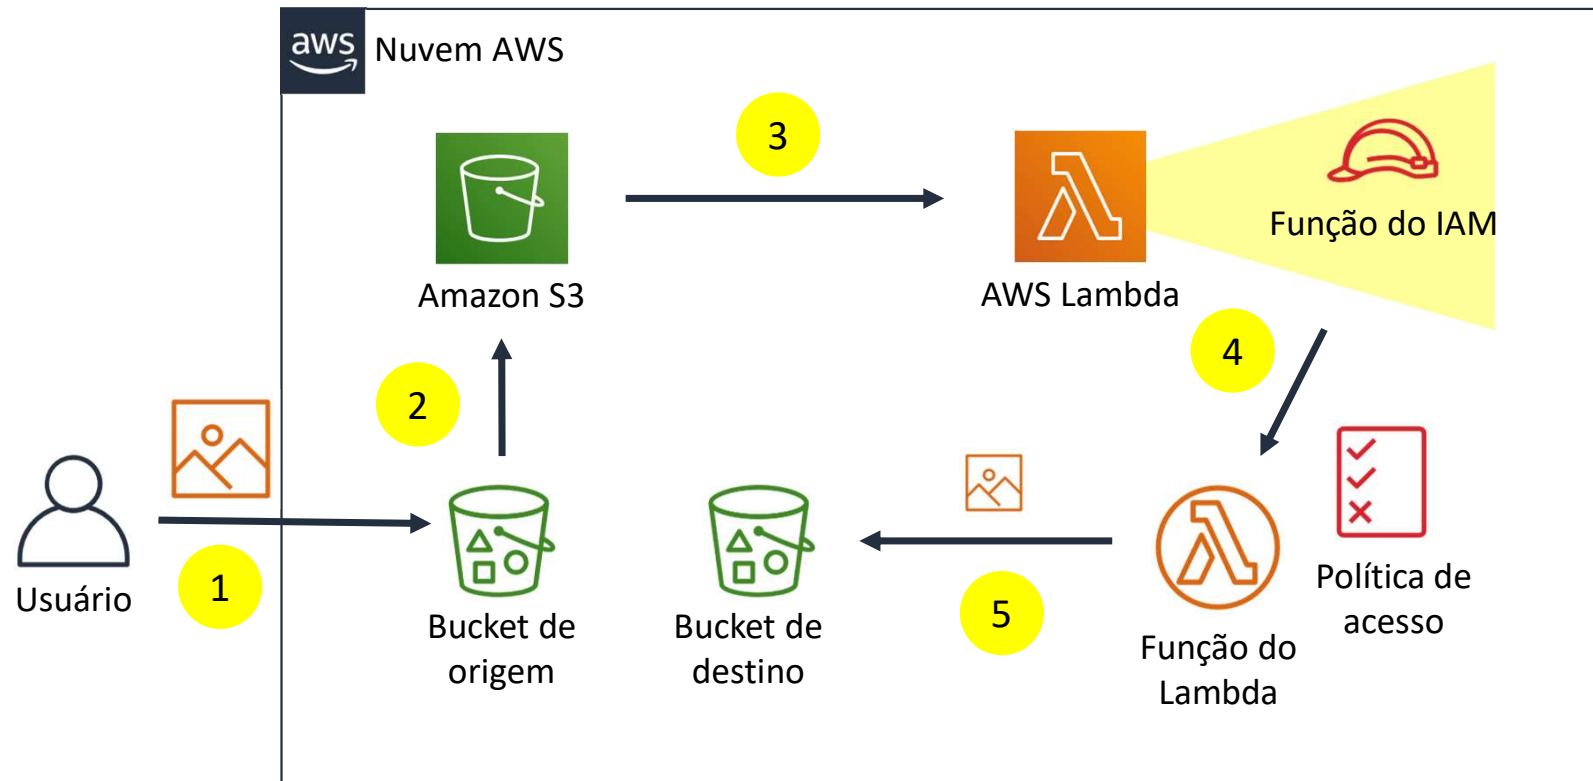 aws
Nuvem AWS
3
Função do IAM
Amazon S3
AWS Lambda
4
2
1
Usuário
Bucket de
origem
Bucket de
destino
5
Função do
Lambda
Política de
acesso